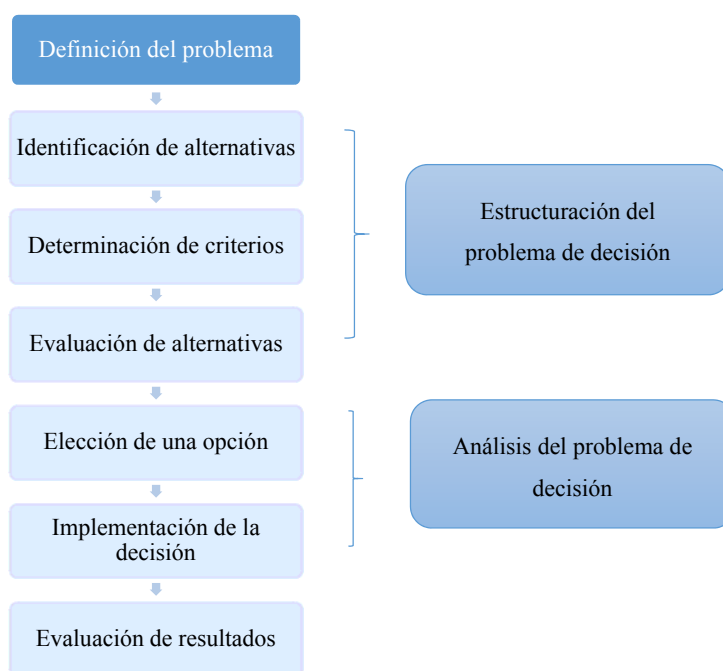 Definición del problema
Identificación de alternativas
Determinación de criterios
Evaluación de alternativas
Estructuración del
problema de decisión
Elección de una opción
Implementación de la
decisión
Análisis del problema de
decisión
Evaluación de resultados